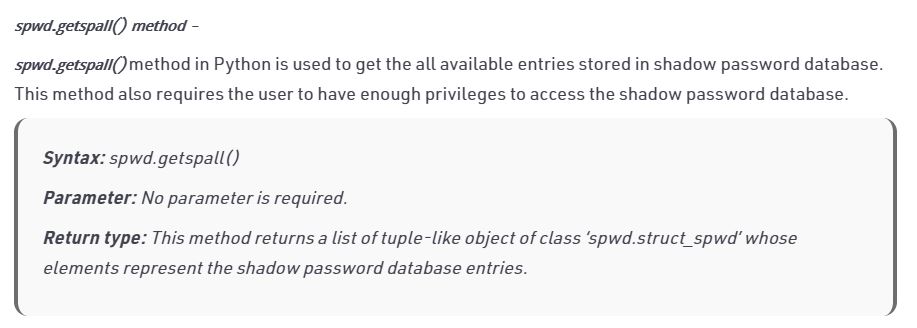 spwd.getspall() method –
spwd.getspall() method in Python is used to get the all available entries stored in shadow password database.
This method also requires the user to have enough privileges to access the shadow password database.
Syntax: spwd.getspall()
Parameter: No parameter is required.
Return type: This method returns a list of tuple-like object of class 'spwd.struct_spwd' whose
elements represent the shadow password database entries.